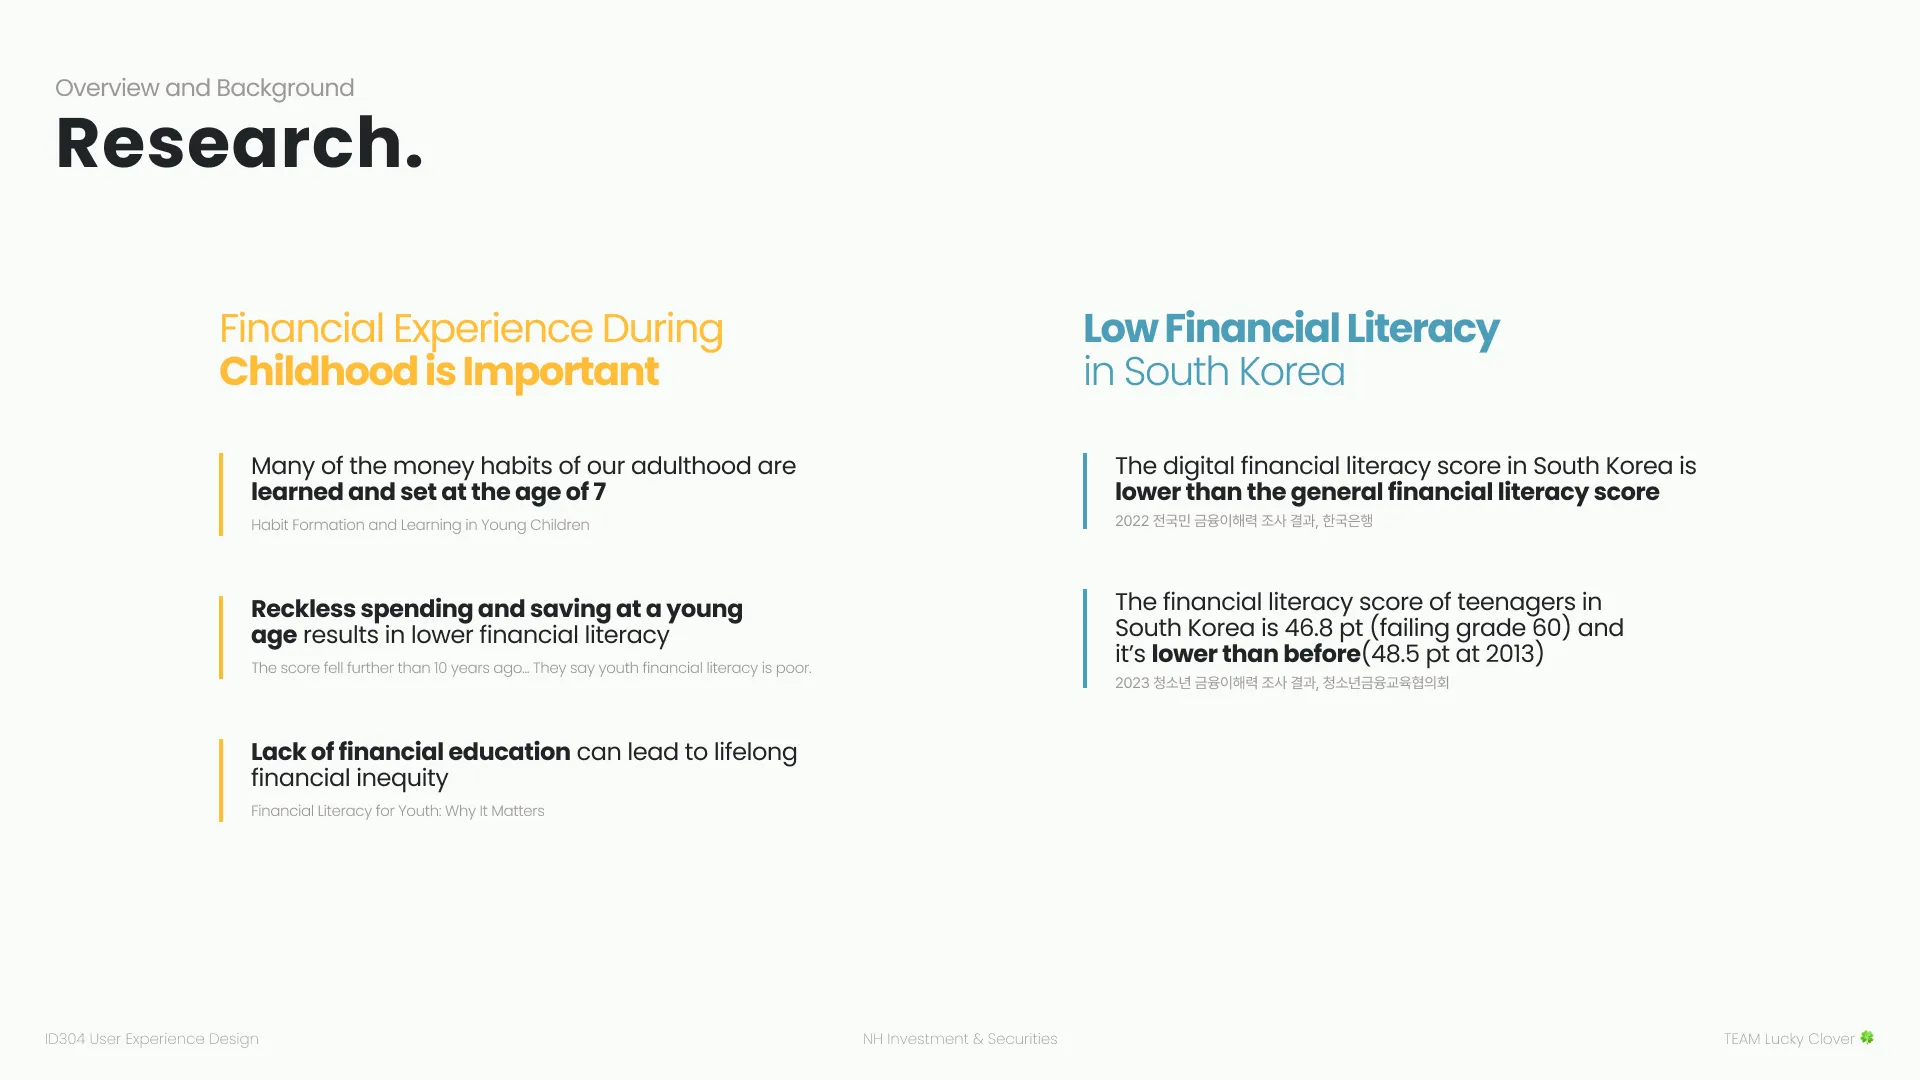 Overview and Background
Research.
Financial Experience During
Childhood is Important
Many of the money habits of our adulthood are
learned and set at the age of 7
Habit Formation and Learning in Young Children
Reckless spending and saving at a young
age results in lower financial literacy
The score fell further than 10 years ago... They say youth financial literacy is poor.
Lack of financial education can lead to lifelong
financial inequity
Financial Literacy for Youth: Why It Matters
Low Financial Literacy
in South Korea
The digital financial literacy score in South Korea is
lower than the general financial literacy score
2022 전국민 금융이해력 조사 결과, 한국은행
The financial literacy score of teenagers in
South Korea is 46.8 pt (failing grade 60) and
it’s lower than before(48.5 pt at 2013)
2023 청소년 금융이해력 조사 결과, 청소년금융교육협의회
ID304 User Experience Design
NH Investment & Securities
TEAM Lucky Clover 🍀